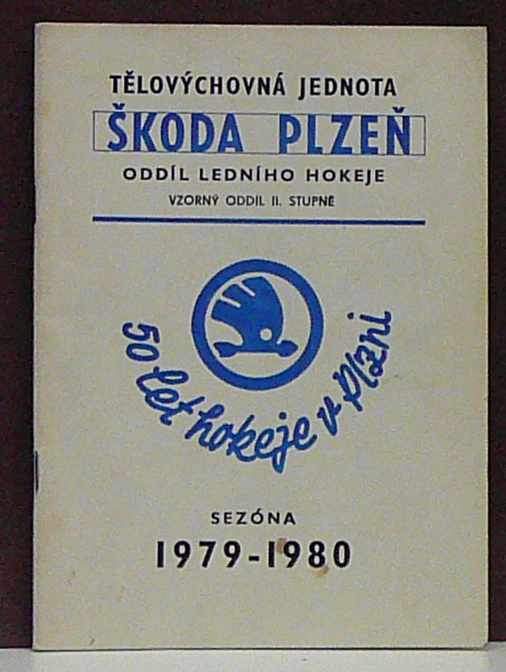 TĚLOVÝCHOVNÁ JEDNOTA
ŠKODA PLZEŇ
ODDÍL LEDNÍHO HOKEJE
VZORNÝ ODDÍL II. STUPNĚ
50 let hokeje v Plzni
SEZÓNA
1979-1980